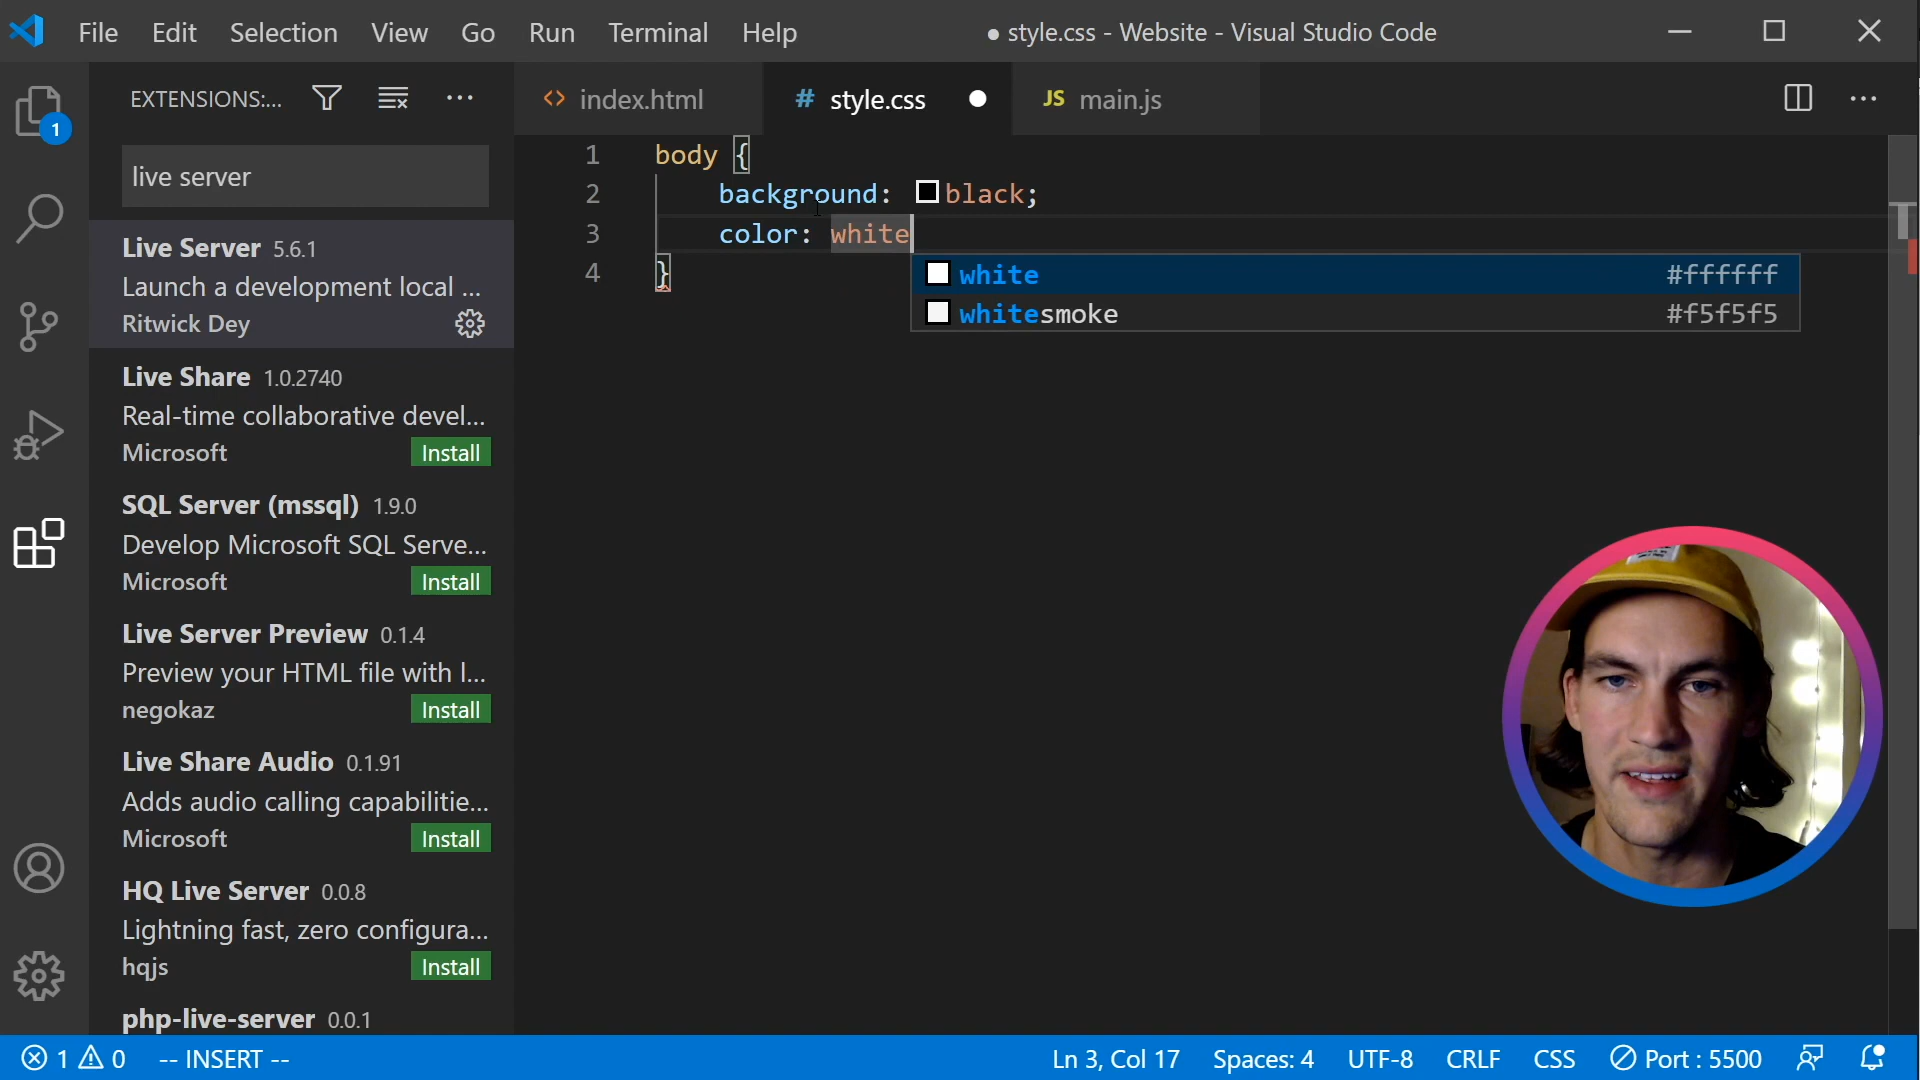 File Edit Selection View Go Run Terminal Help
● style.css - Website - Visual Studio Code
1
EXTENSIONS:...
live server
Live Server 5.6.1
Launch a development local ...
Ritwick Dey
Live Share 1.0.2740
Real-time collaborative devel...
Microsoft Install
SQL Server (mssql) 1.9.0
Develop Microsoft SQL Serve...
Microsoft Install
Live Server Preview 0.1.4
Preview your HTML file with l...
negokaz Install
Live Share Audio 0.1.91
Adds audio calling capabilitie...
Microsoft Install
HQ Live Server 0.0.8
Lightning fast, zero configura...
hqjs Install
php-live-server 0.0.1
<> index.html # style.css ● JS main.js
1 body {
2 background: black;
3 color: white
4 }
white #ffffff
whitesmoke #f5f5f5
1 0 -- INSERT -- Ln 3, Col 17 Spaces: 4 UTF-8 CRLF CSS Port : 5500